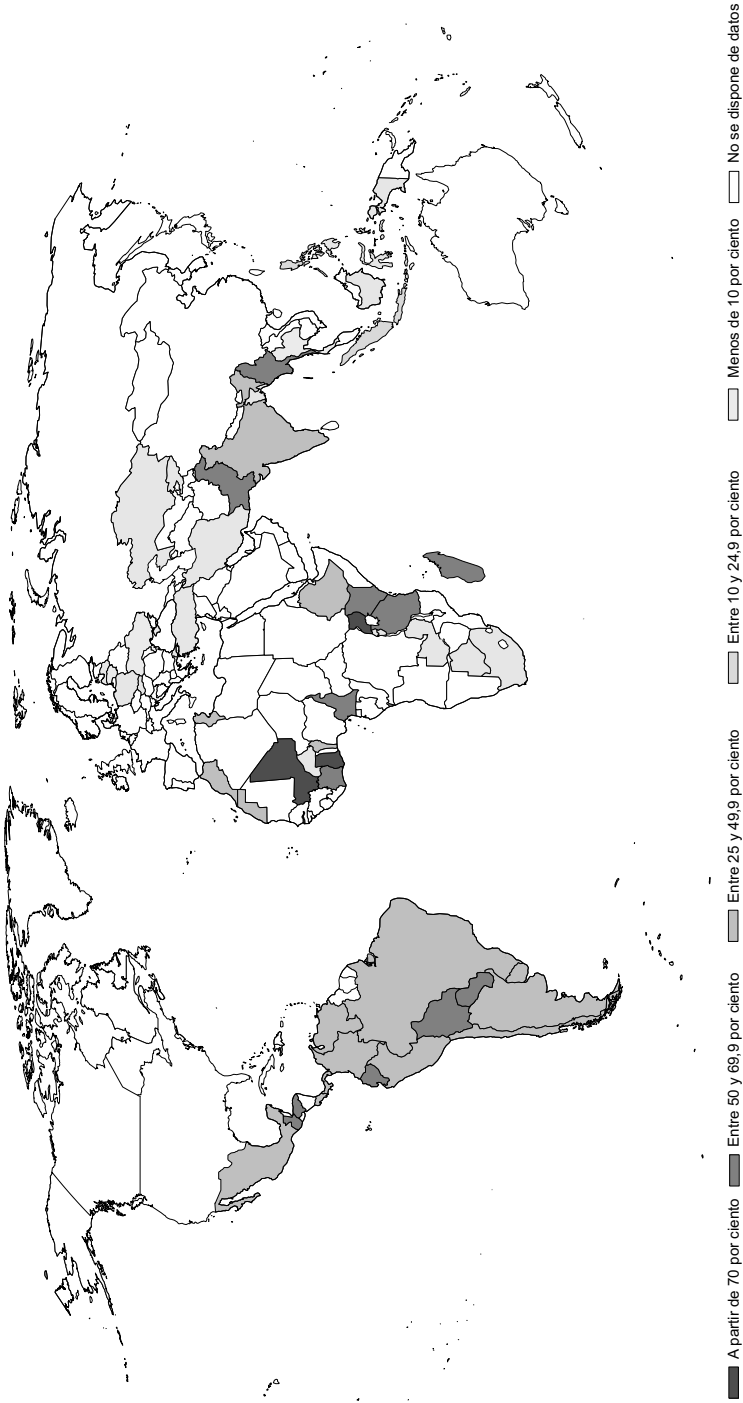 A partir de 70 por ciento
Entre 50 y 69,9 por ciento
Entre 25 y 49,9 por ciento
Entre 10 y 24,9 por ciento
Menos de 10 por ciento
No se dispone de datos